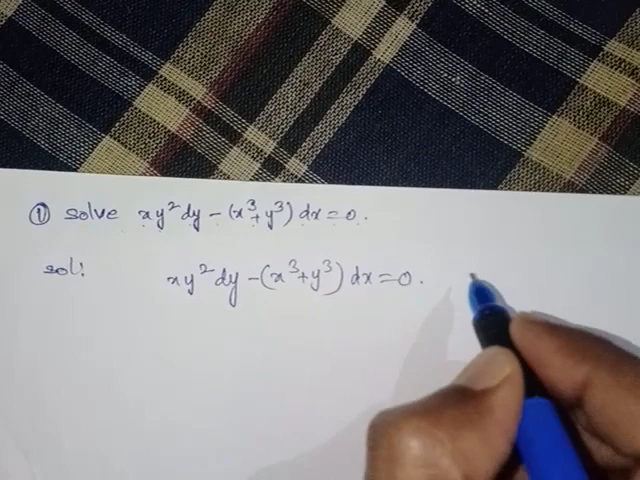 ① solve xy²dy - (x³+y³) dx = 0.
sol: xy²dy - (x³+y³) dx = 0.